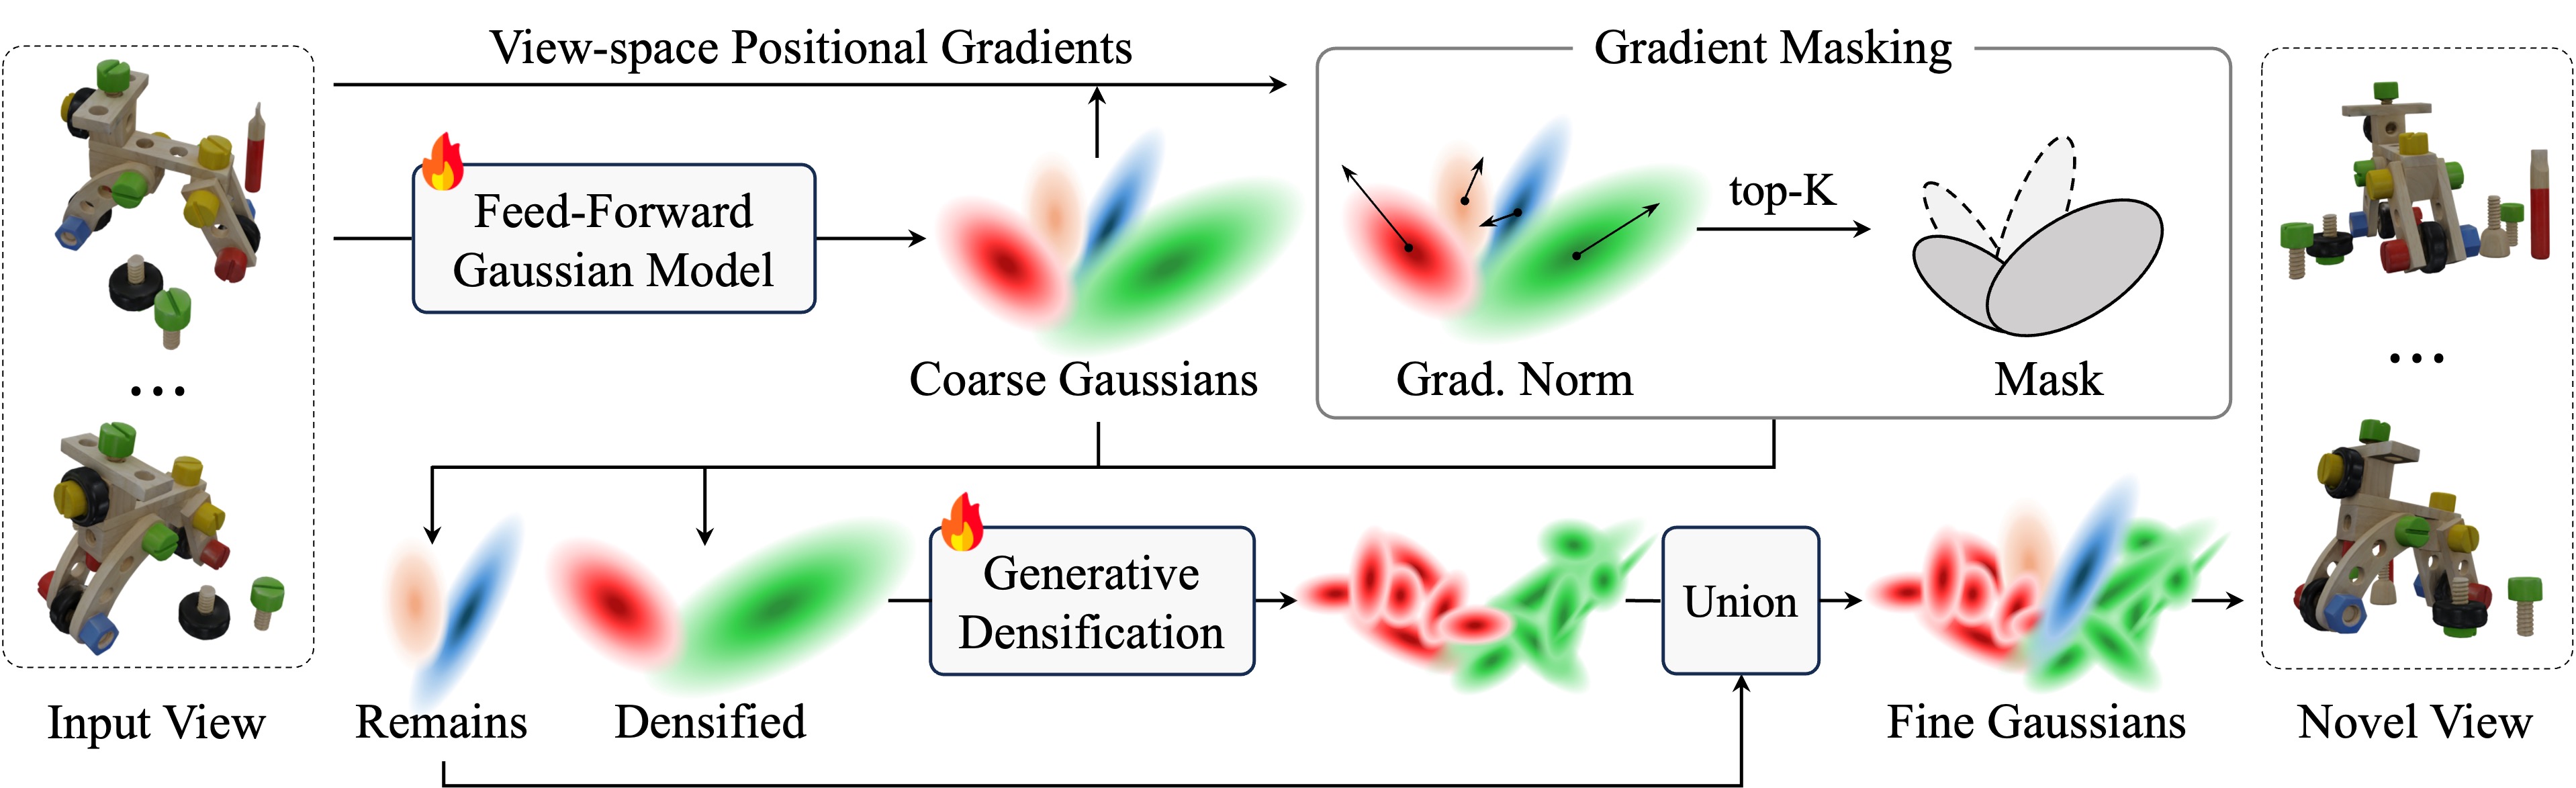 View-space Positional Gradients
Gradient Masking
Feed-Forward
Gaussian Model
top-K
Coarse Gaussians
Grad. Norm
Mask
...
...
Generative
Densification
Union
Input View
Remains
Densified
Fine Gaussians
Novel View